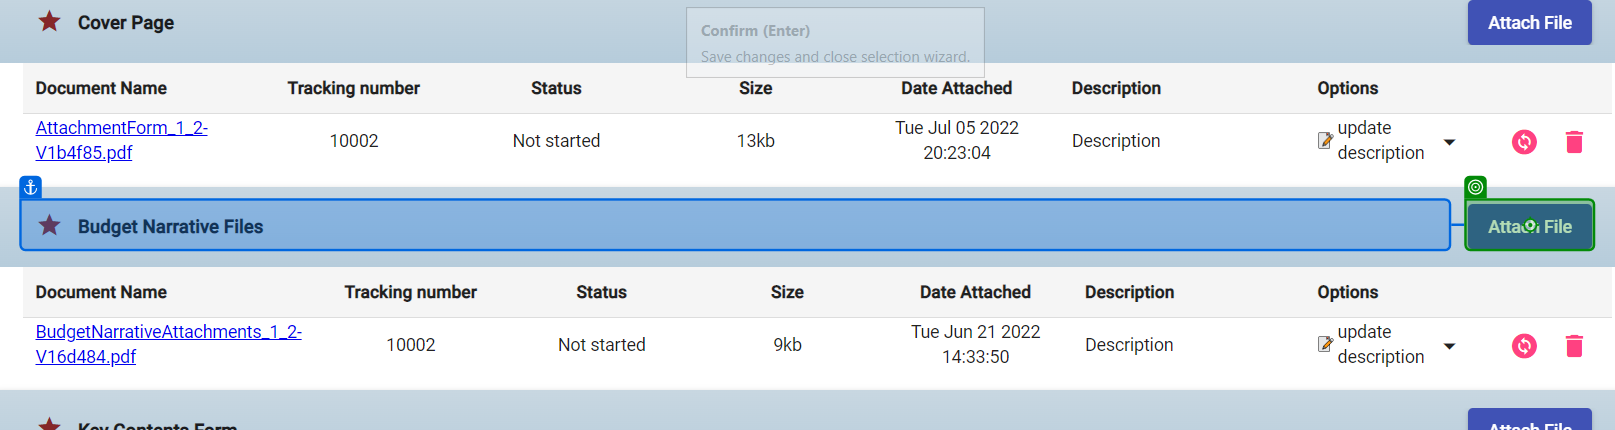 Cover Page
Attach File
Confirm (Enter)
Save changes and close selection wizard.
Document Name Tracking number Status Size Date Attached Description Options
AttachmentForm_1_2-
V1b4f85.pdf
10002
Not started
13kb
Tue Jul 05 2022
20:23:04
Description
update
description
Budget Narrative Files
Attach File
Document Name Tracking number Status Size Date Attached Description Options
BudgetNarrativeAttachments_1_2-
V16d484.pdf
10002
Not started
9kb
Tue Jun 21 2022
14:33:50
Description
update
description
Key Contents Form
Attach File